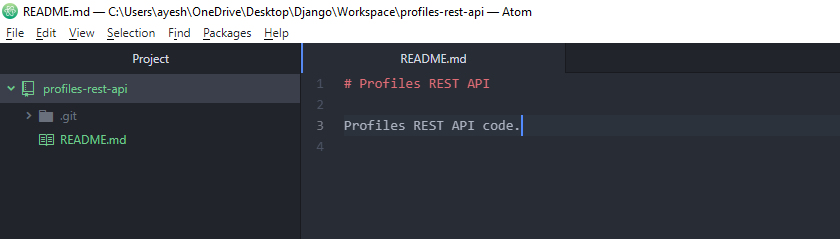 README.md — C:\Users\ayesh\OneDrive\Desktop\Django\Workspace\profiles-rest-api — Atom
File Edit View Selection Find Packages Help
Project
README.md
profiles-rest-api
.git
README.md
1 # Profiles REST API
2
3 Profiles REST API code.
4